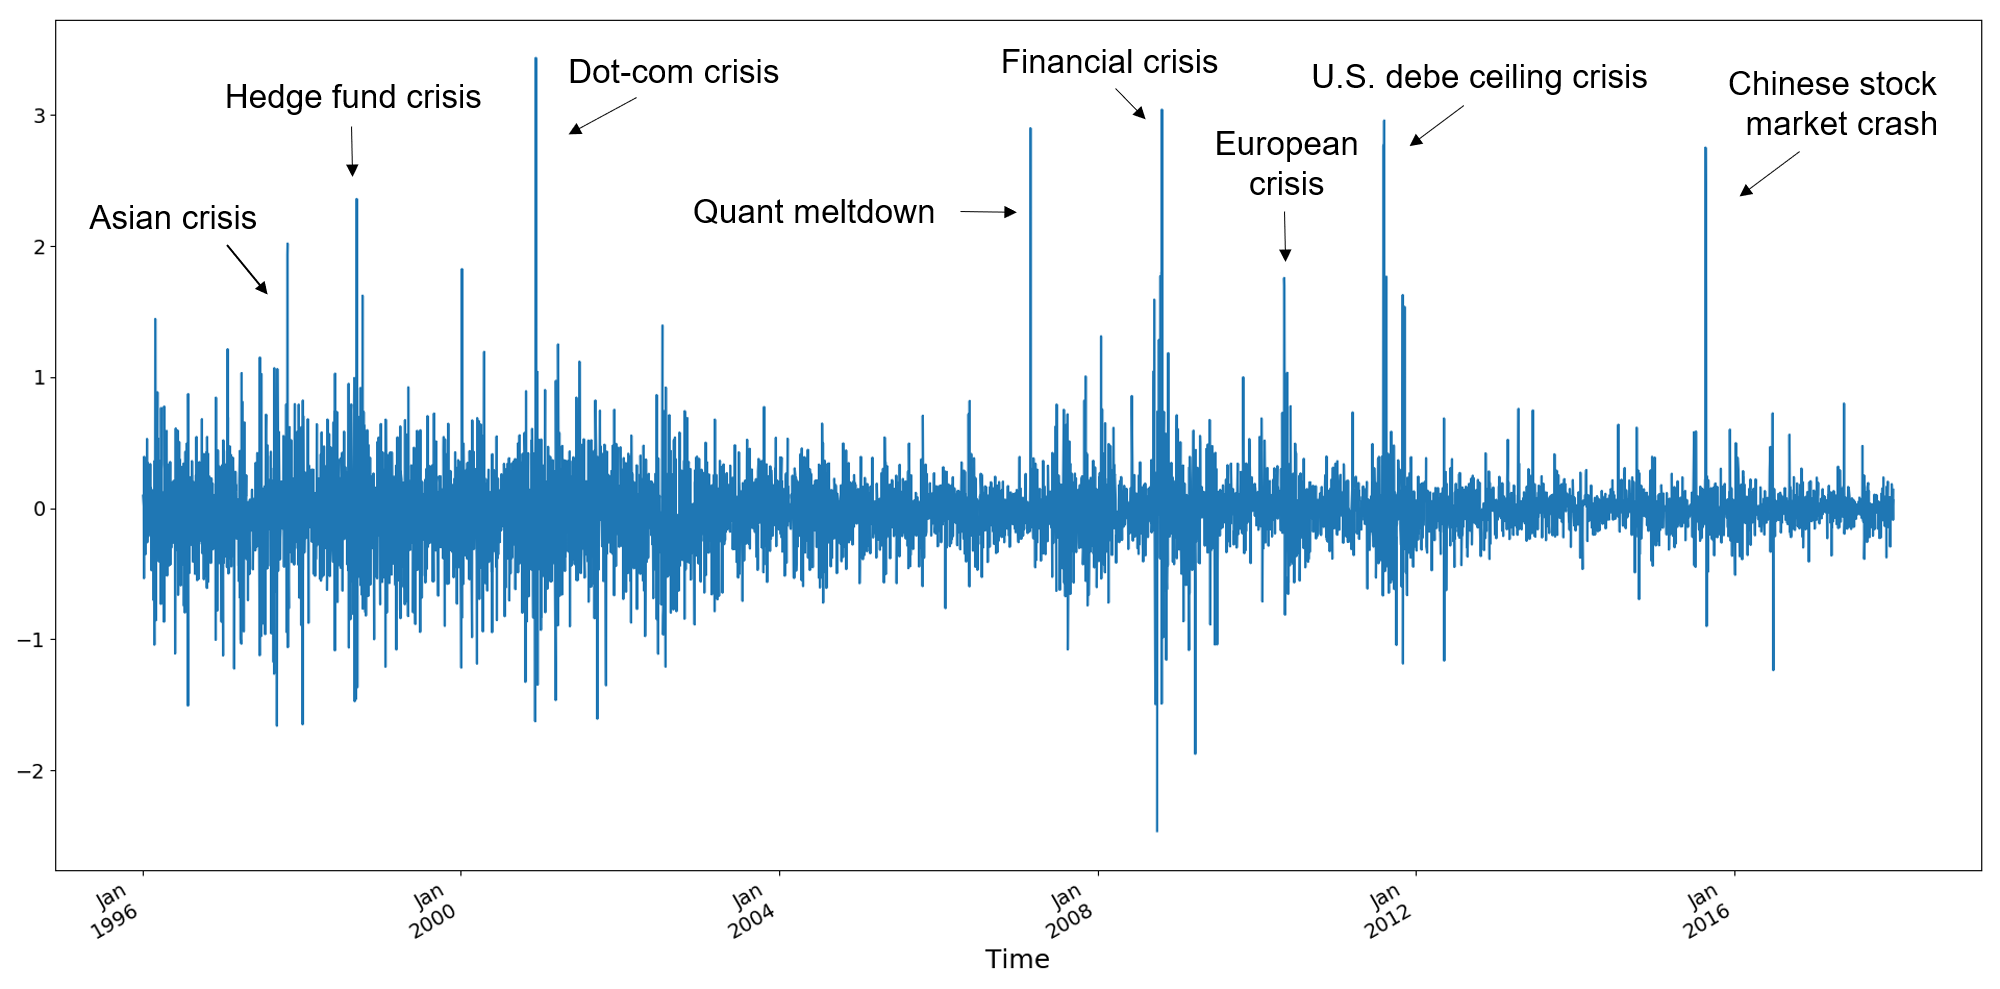 Dot-com crisis
Financial crisis
U.S. debe ceiling crisis
Chinese stock
market crash
Hedge fund crisis
European
crisis
Quant meltdown
Asian crisis
3
2
1
0
−1
−2
Jan
1996
Jan
2000
Jan
2004
Jan
2008
Jan
2012
Jan
2016
Time